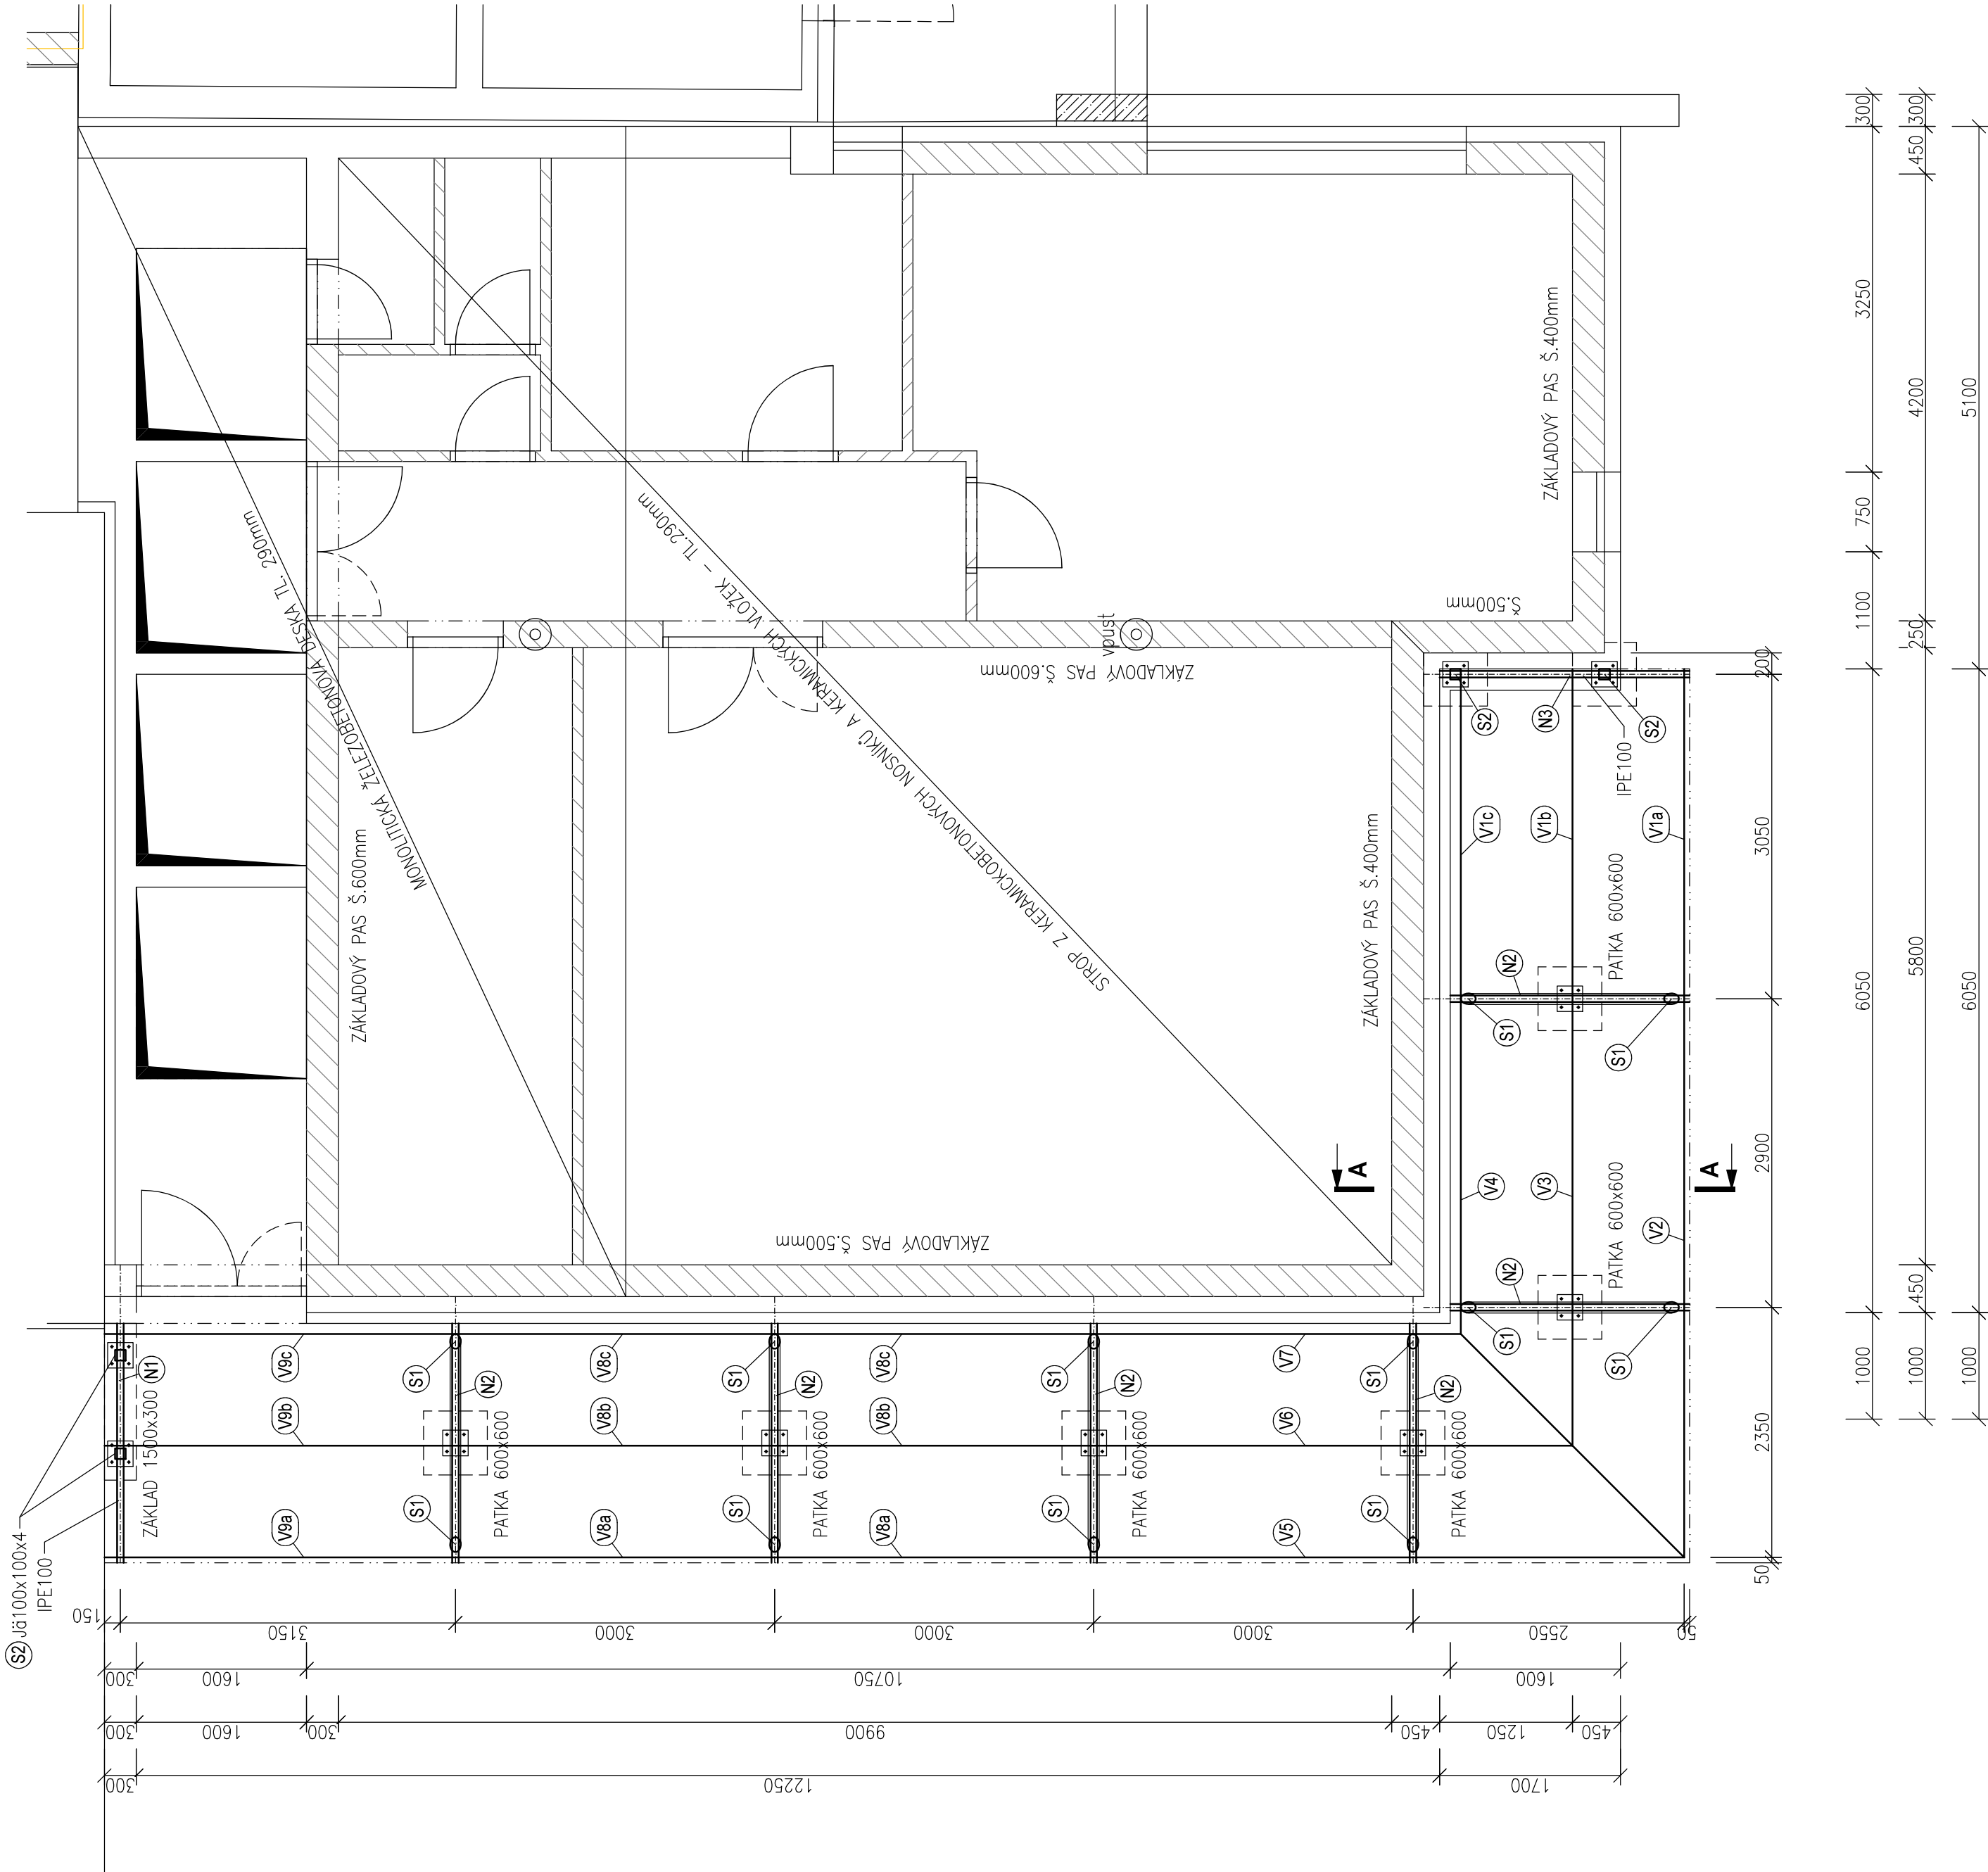 300
300
450
3250
4200
5100
750
1100
250
200
ZÁKLADOVÝ PAS Š.400mm
Š.500mm
MONOLITICKÁ ŽELEZOBETONOVÁ DESKA TL. 290mm
STROP Z KERAMICKOBETONOVÝCH NOSNÍKŮ A KERAMICKÝCH VLOŽEK - TL.290mm
vpust
ZÁKLADOVÝ PAS Š.600mm
ZÁKLADOVÝ PAS Š.600mm
ZÁKLADOVÝ PAS Š.400mm
ZÁKLADOVÝ PAS Š.500mm
S2
N3
S2
IPE100
V1c
V1b
V1a
3050
6050
5800
6050
PATKA 600x600
N2
S1
S1
2900
A
A
V4
V3
V2
PATKA 600x600
N2
S1
S1
450
1000
1000
1000
2350
50
N1
V9c
S1
V8c
S1
V8c
S1
V7
S1
N2
N2
N2
N2
V9b
V8b
V8b
V6
ZÁKLAD 1500x300
PATKA 600x600
PATKA 600x600
PATKA 600x600
PATKA 600x600
S1
S1
S1
S1
V9a
V8a
V8a
V5
S2 Jä100x100x4
IPE100
150
3150
3000
3000
3000
2550
50
300
1600
10750
1600
300
1600
300
9900
450
1250
450
300
12250
1700